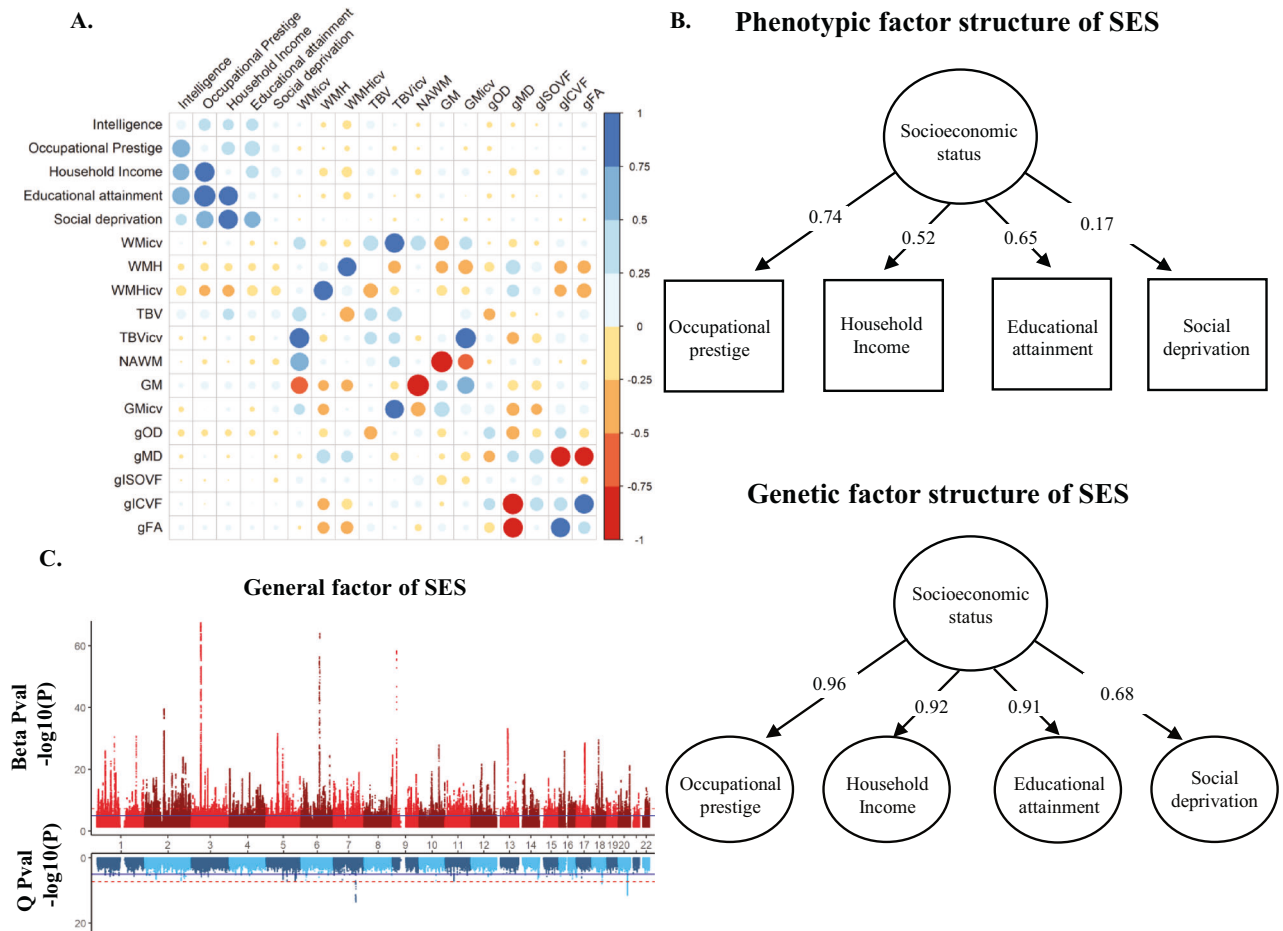 A.
Intelligence
Occupational Prestige
Household Income
Educational attainment
Social deprivation
WMicv
WMH
WMHicv
TBV
TBVicv
NAWM
GM
GMicv
gOD
gMD
gISOVF
gICVF
gFA
Intelligence
Occupational Prestige
Household Income
Educational attainment
Social deprivation
WMicv
WMH
WMHicv
TBV
TBVicv
NAWM
GM
GMicv
gOD
gMD
gISOVF
gICVF
gFA
1
0.75
0.5
0.25
0
-0.25
-0.5
-0.75
-1
B.
Phenotypic factor structure of SES
Socioeconomic
status
0.74
0.52
0.65
0.17
Occupational
prestige
Household
Income
Educational
attainment
Social
deprivation
Genetic factor structure of SES
Socioeconomic
status
0.96
0.92
0.91
0.68
Occupational
prestige
Household
Income
Educational
attainment
Social
deprivation
C.
General factor of SES
Beta Pval
-log10(P)
60
40
20
0
1 2 3 4 5 6 7 8 9 10 11 12 13 14 15 16 17 18 19 20 22
Q Pval
-log10(P)
0
20